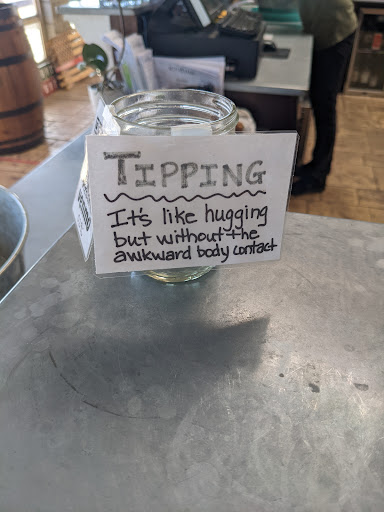 TIPPING
It's like hugging
but without the
awkward body contact